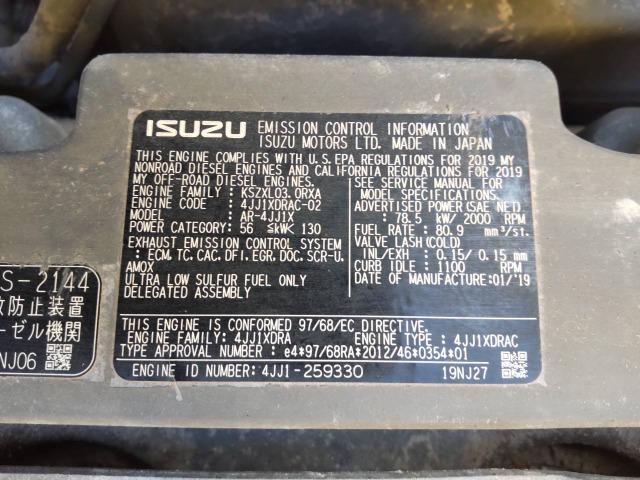 ISUZU EMISSION CONTROL INFORMATION
ISUZU MOTORS LTD. MADE IN JAPAN
THIS ENGINE COMPLIES WITH U.S. EPA REGULATIONS FOR 2019 MY
NONROAD DIESEL ENGINES AND CALIFORNIA REGULATIONS FOR 2019
MY OFF-ROAD DIESEL ENGINES.
ENGINE FAMILY : KSZXL03.0RXA
ENGINE CODE : 4JJ1XDRAC-02
MODEL : AR-4JJ1X
POWER CATEGORY: 56 ≦kW< 130
EXHAUST EMISSION CONTROL SYSTEM
: ECM, TC, CAC, DFI, EGR, DOC, SCR-U,
AMOX
ULTRA LOW SULFUR FUEL ONLY
DELEGATED ASSEMBLY
SEE SERVICE MANUAL FOR
MODEL SPECIFICATIONS.
ADVERTISED POWER(SAE NET)
: 78.5 kW/ 2000 RPM
FUEL RATE: 80.9 mm³/st.
VALVE LASH(COLD)
IN/EXH : 0.15/ 0.15 mm
CURB IDLE : 1100 RPM
DATE OF MANUFACTURE:01/'19
THIS ENGINE IS CONFORMED 97/68/EC DIRECTIVE.
ENGINE FAMILY: 4JJ1XDRA ENGINE TYPE : 4JJ1XDRAC
TYPE APPROVAL NUMBER : e4*97/68RA*2012/46*0354*01
ENGINE ID NUMBER: 4JJ1-259330 19NJ27
S-2144
防止装置
ーゼル機関
NJ06